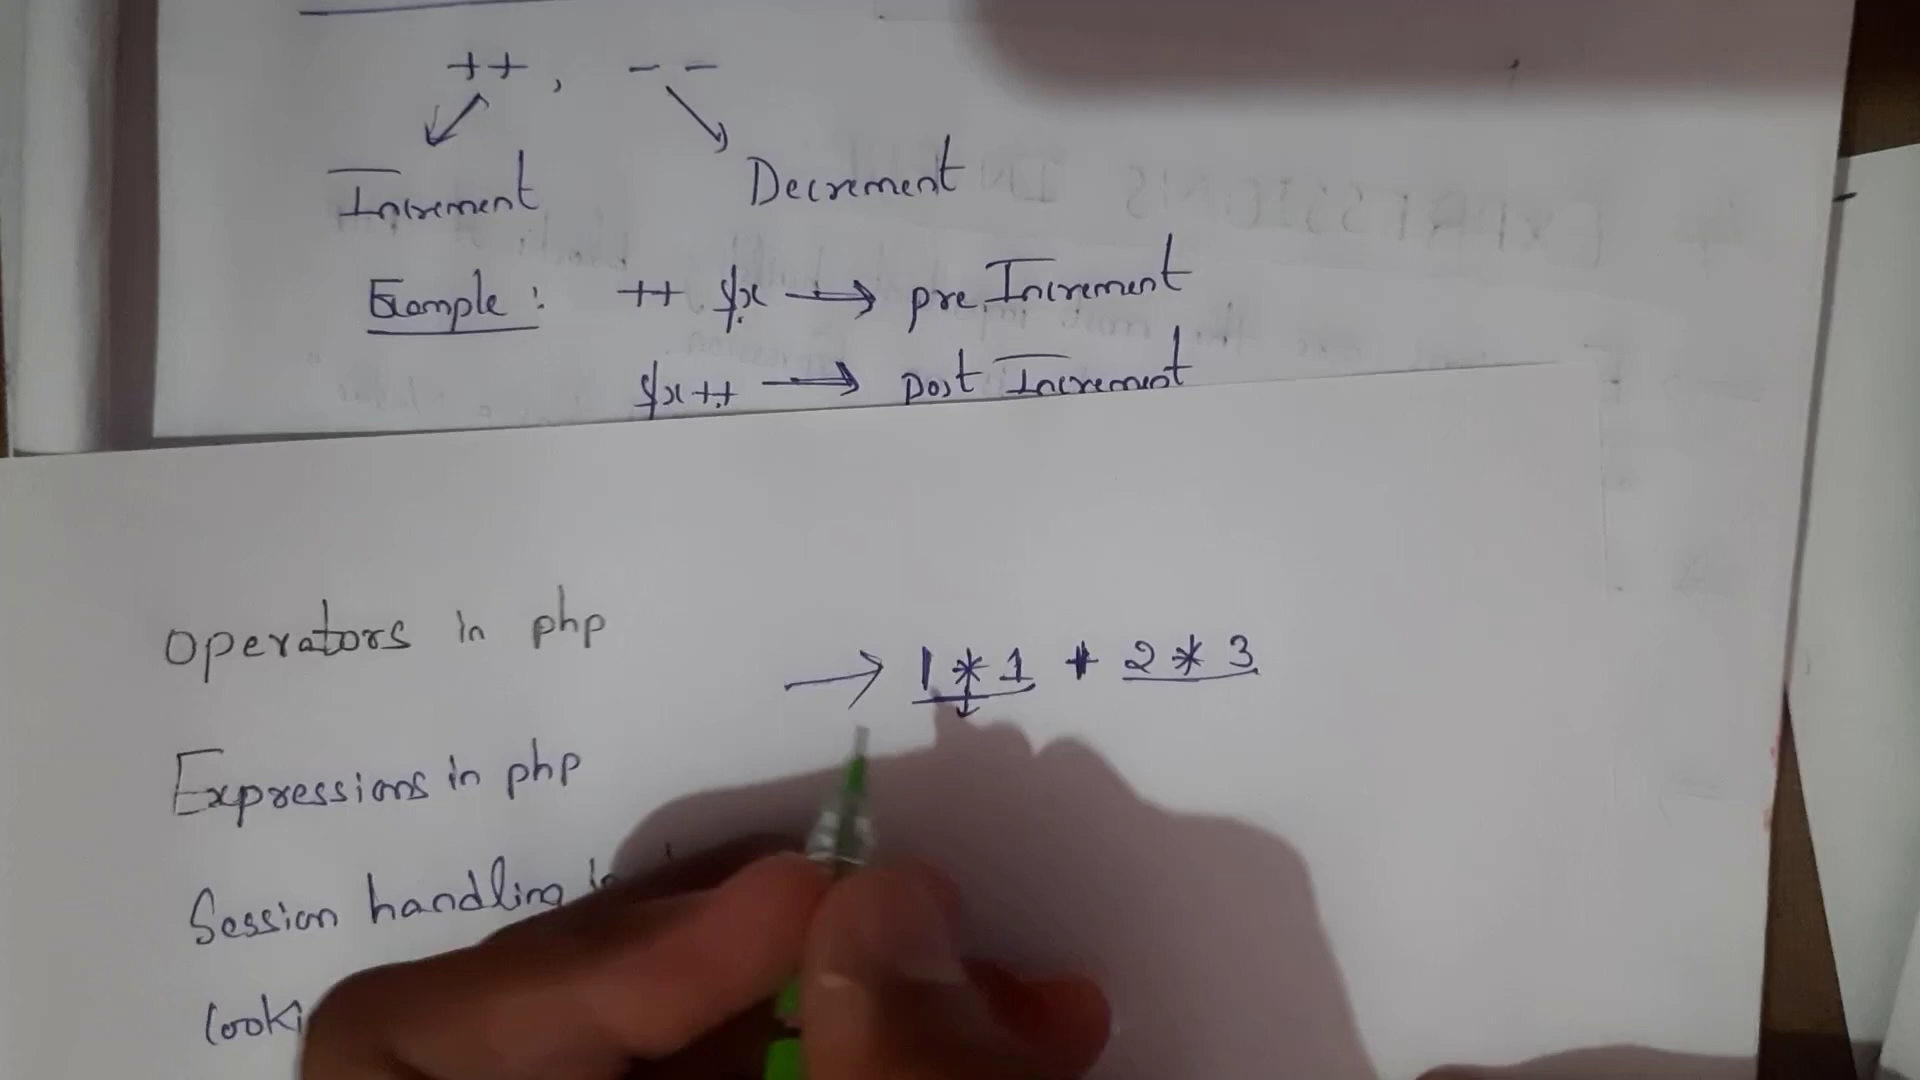 ++ , --
Increment Decrement
Example : ++ $x → pre Increment
$x++ → post Increment
Operators in php
→ 1 * 1 + 2 * 3
Expressions in php
Session handling